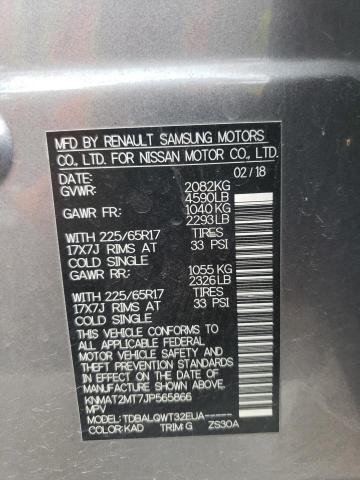 MFD BY RENAULT SAMSUNG MOTORS
CO., LTD. FOR NISSAN MOTOR CO., LTD.
DATE: 02/18
GVWR: 2082KG
4590LB
GAWR FR: 1040 KG
2293LB
WITH 225/65R17 TIRES
17X7J RIMS AT 33 PSI
COLD SINGLE
GAWR RR: 1055 KG
2326LB
WITH 225/65R17 TIRES
17X7J RIMS AT 33 PSI
COLD SINGLE
THIS VEHICLE CONFORMS TO
ALL APPLICABLE FEDERAL
MOTOR VEHICLE SAFETY,
BUMPER, AND THEFT PREVENTION
STANDARDS IN EFFECT ON THE
DATE OF MANUFACTURE
SHOWN ABOVE.
KNMAT2MT7JP565866
MPV
MODEL: TDBALQWT32EUA-----
COLOR: KAD TRIM: G ZS30A